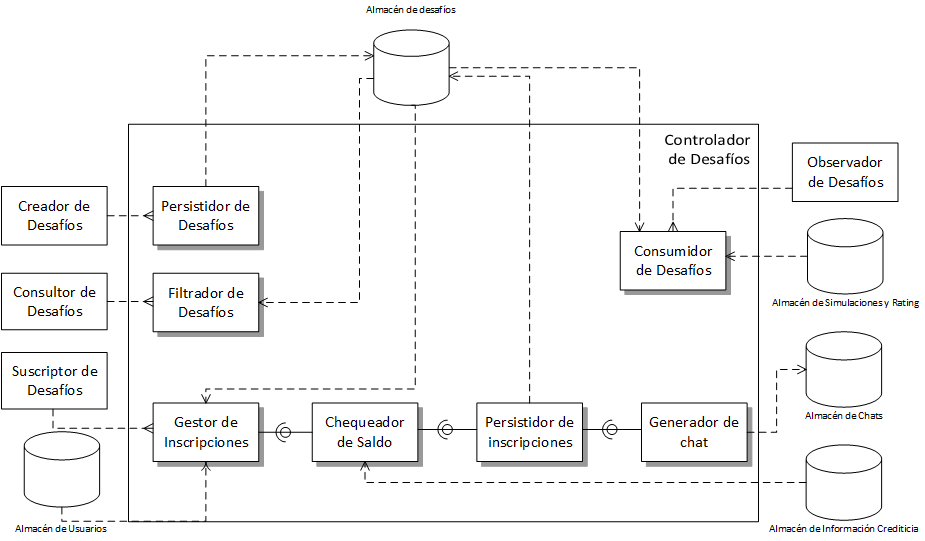 Almacén de desafíos
Controlador
de Desafíos
Observador
de Desafíos
Creador de
Desafíos
Persistidor de
Desafíos
Consumidor
de Desafíos
Almacén de Simulaciones y Rating
Consultor de
Desafíos
Filtrador de
Desafíos
Suscriptor de
Desafíos
Gestor de
Inscripciones
Chequeador
de Saldo
Persistidor de
inscripciones
Generador de
chat
Almacén de Chats
Almacén de Usuarios
Almacén de Información Crediticia